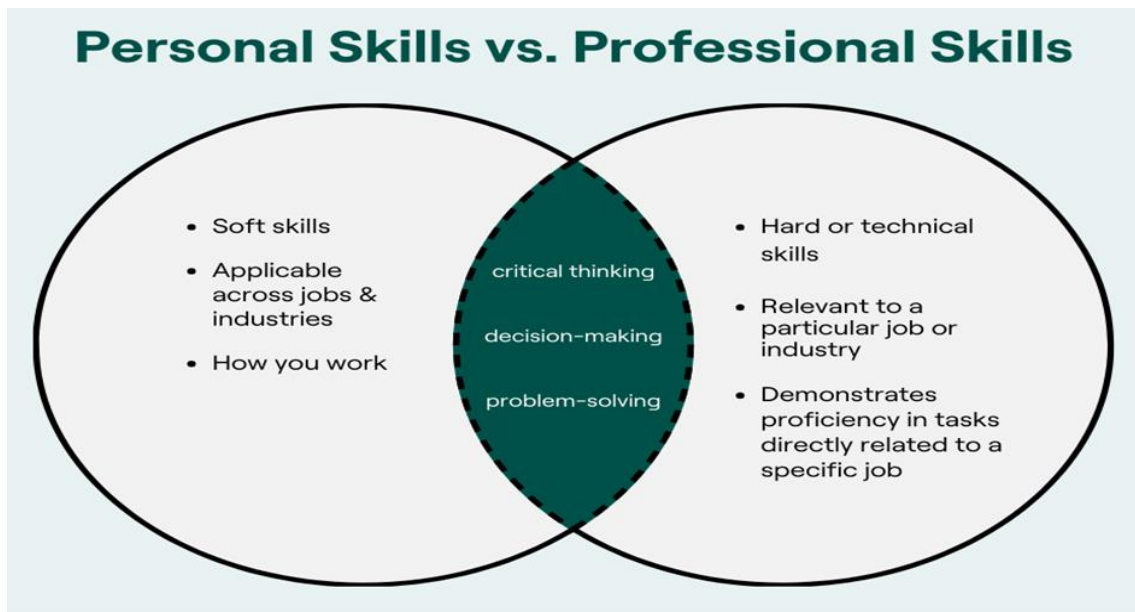 Personal Skills vs. Professional Skills
• Soft skills
• Applicable
across jobs &
industries
• How you work
critical thinking
decision-making
problem-solving
• Hard or technical
skills
• Relevant to a
particular job or
industry
• Demonstrates
proficiency in tasks
directly related to a
specific job